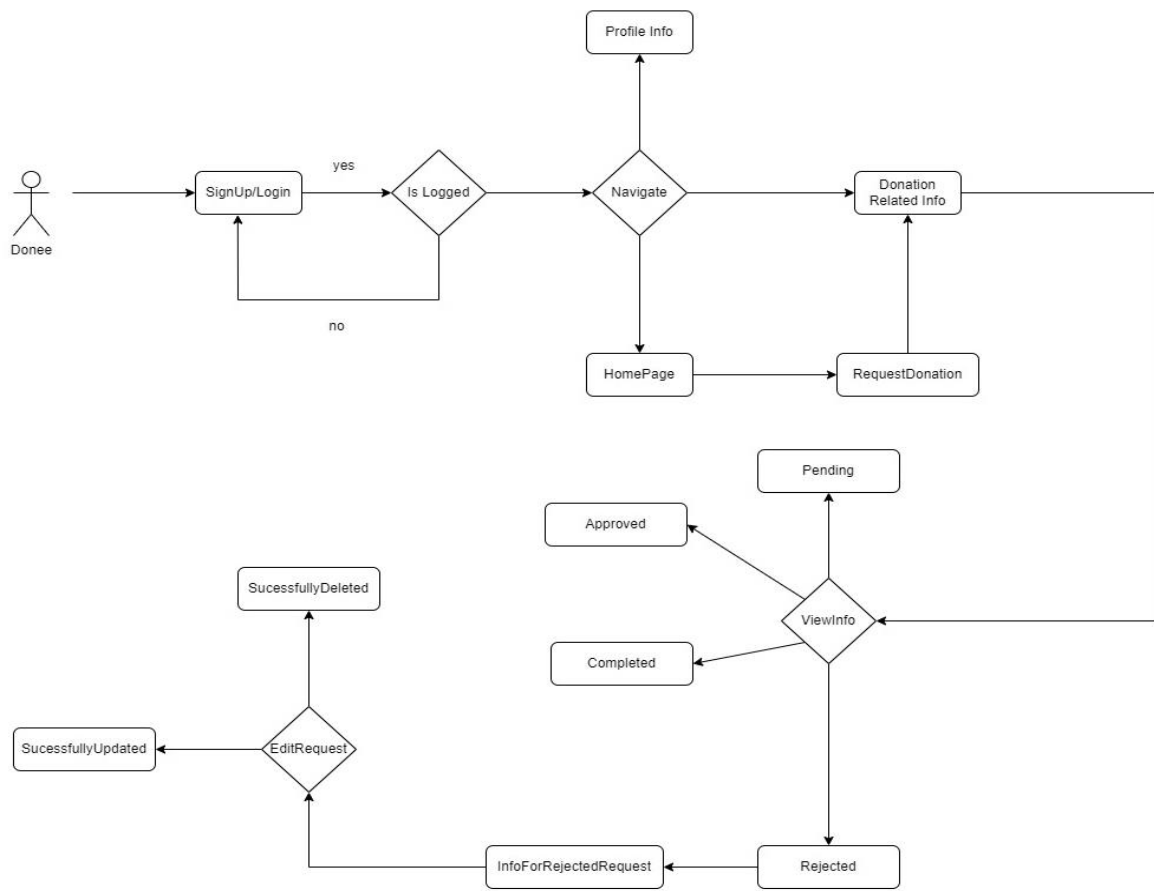 Profile Info
yes
SignUp/Login
Is Logged
Navigate
Donation
Related Info
Donee
no
HomePage
RequestDonation
Pending
Approved
SucessfullyDeleted
ViewInfo
Completed
SucessfullyUpdated
EditRequest
InfoForRejectedRequest
Rejected